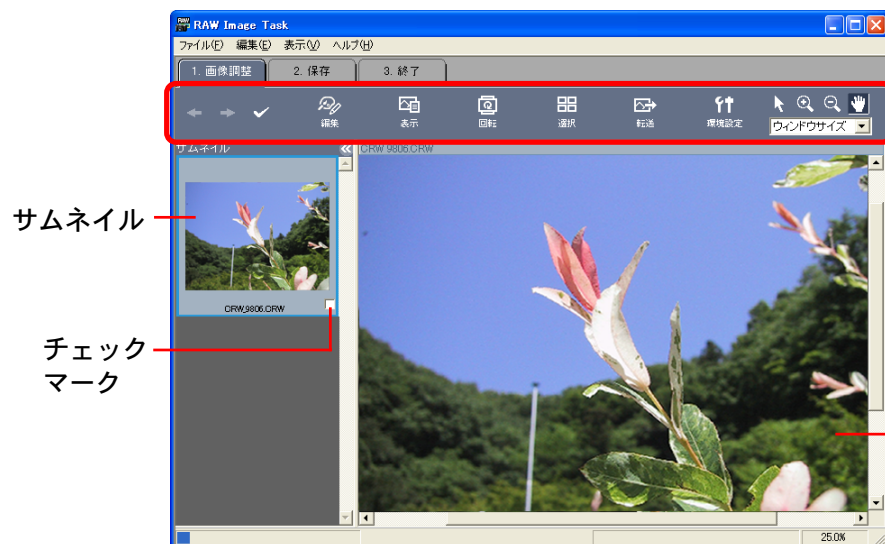 RAW Image Task
ファイル(F) 編集(E) 表示(V) ヘルプ(H)
1. 画像調整 2. 保存 3. 終了
編集 表示 回転 選択 転送 環境設定 ウィンドウサイズ
サムネイル CRW_9806.CRW
サムネイル
CRW_9806.CRW
チェック
マーク
25.0%